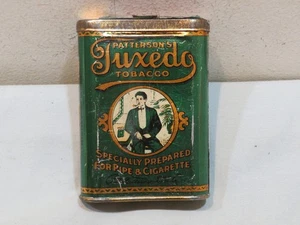 PATTERSON'S
Tuxedo
TOBACCO
SPECIALLY PREPARED
FOR PIPE & CIGARETTE